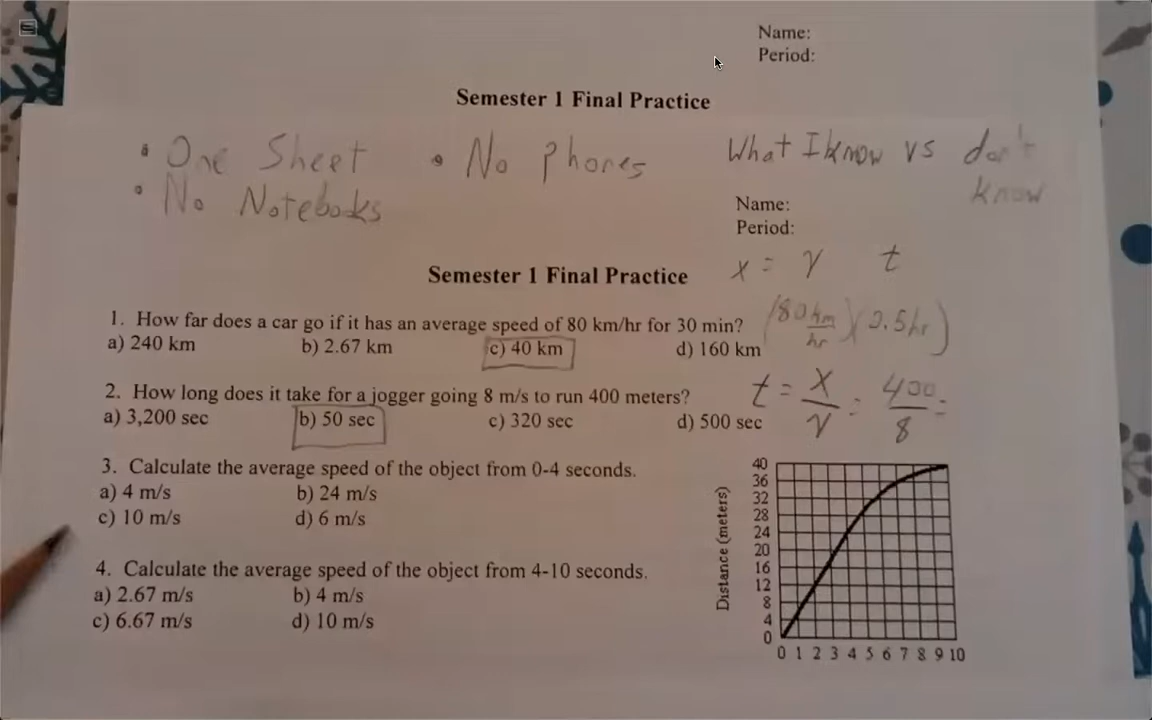 Name:
Period:
Semester 1 Final Practice
• One Sheet • No Phones What I know vs don't
• No Notebooks know
Name:
Period:
Semester 1 Final Practice x = v t
1. How far does a car go if it has an average speed of 80 km/hr for 30 min? (80 km/hr)(0.5hr)
a) 240 km b) 2.67 km c) 40 km d) 160 km
2. How long does it take for a jogger going 8 m/s to run 400 meters? t = x/v = 400/8 =
a) 3,200 sec b) 50 sec c) 320 sec d) 500 sec
3. Calculate the average speed of the object from 0-4 seconds.
a) 4 m/s b) 24 m/s
c) 10 m/s d) 6 m/s
4. Calculate the average speed of the object from 4-10 seconds.
a) 2.67 m/s b) 4 m/s
c) 6.67 m/s d) 10 m/s
Distance (meters)
40
36
32
28
24
20
16
12
8
4
0
0 1 2 3 4 5 6 7 8 9 10